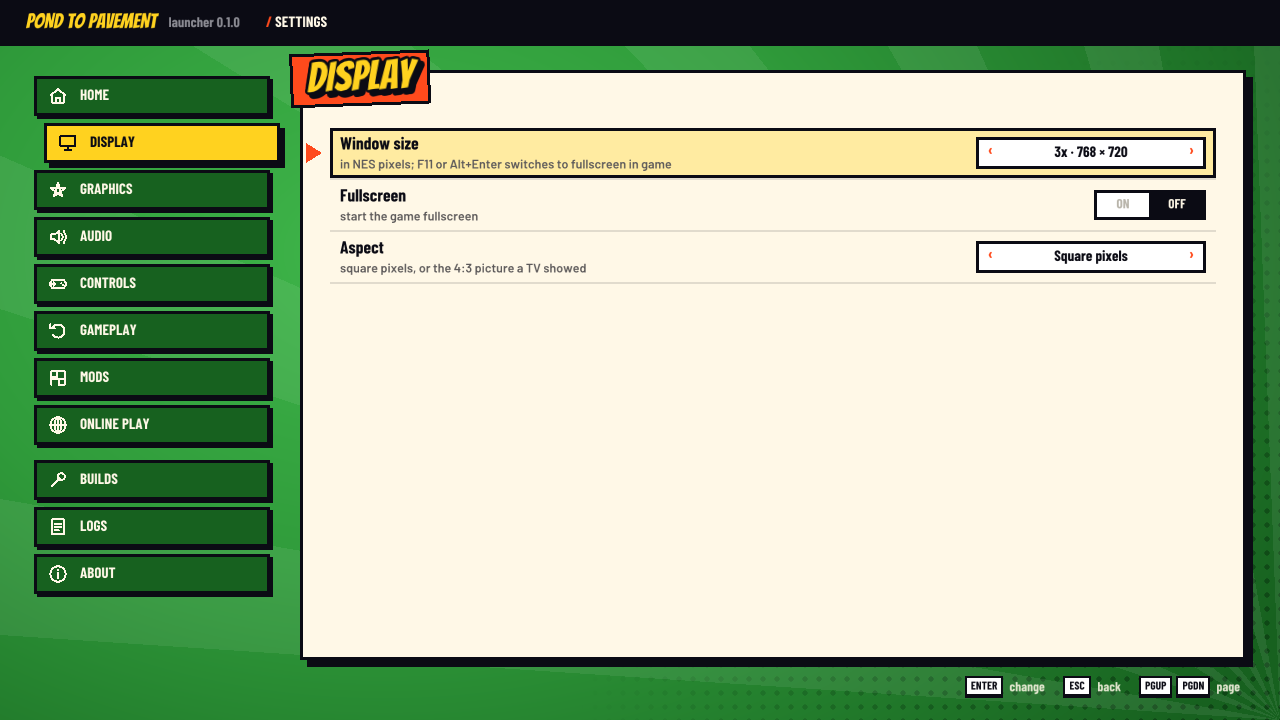 POND TO PAVEMENT launcher 0.1.0 / SETTINGS
DISPLAY
HOME
DISPLAY
GRAPHICS
AUDIO
CONTROLS
GAMEPLAY
MODS
ONLINE PLAY
BUILDS
LOGS
ABOUT
Window size
in NES pixels; F11 or Alt+Enter switches to fullscreen in game
‹ 3x · 768 × 720 ›
Fullscreen
start the game fullscreen
ON OFF
Aspect
square pixels, or the 4:3 picture a TV showed
‹ Square pixels ›
ENTER change ESC back PGUP PGDN page